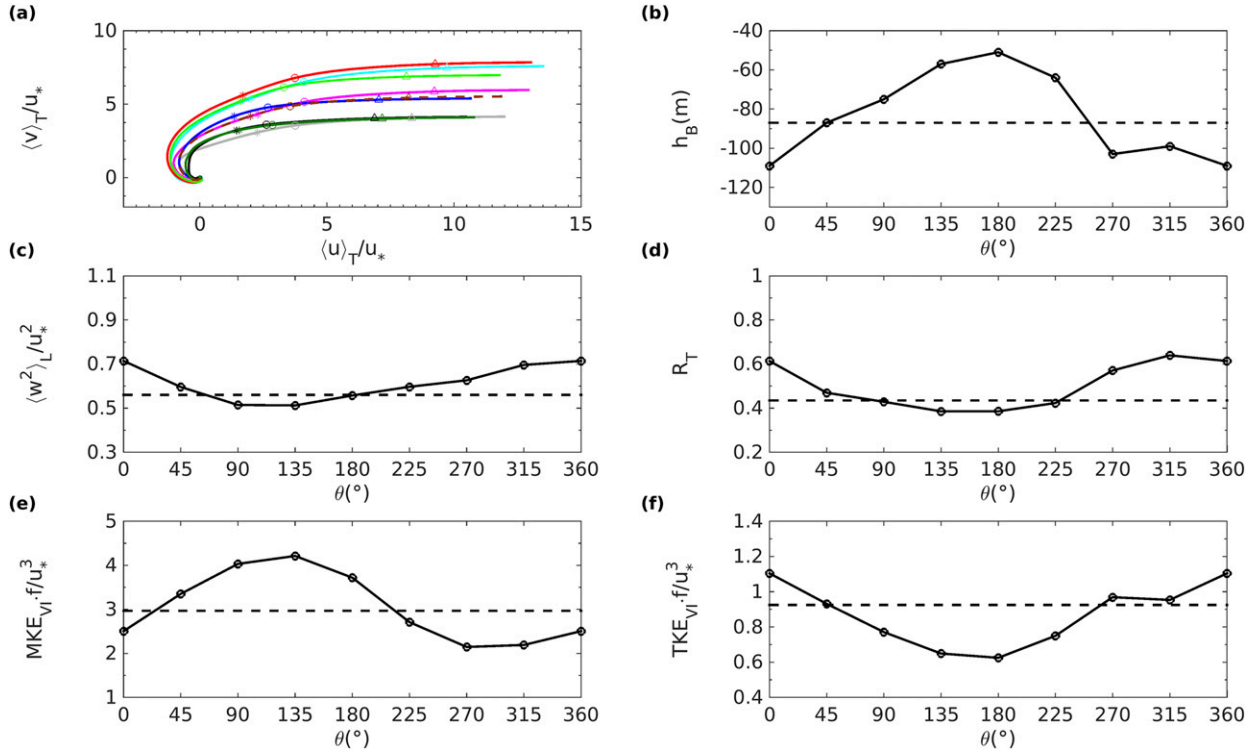 (a)
10
5
0
⟨v⟩T/u*
0 5 10 15
⟨u⟩T/u*
(b)
-40
-60
-80
-100
-120
hB(m)
0 45 90 135 180 225 270 315 360
θ(°)
(c)
1.1
0.9
0.7
0.5
0.3
⟨w²⟩L/u*²
0 45 90 135 180 225 270 315 360
θ(°)
(d)
1
0.8
0.6
0.4
0.2
RT
0 45 90 135 180 225 270 315 360
θ(°)
(e)
5
4
3
2
1
MKEVI·f/u*³
0 45 90 135 180 225 270 315 360
θ(°)
(f)
1.4
1.2
1
0.8
0.6
0.4
TKEVI·f/u*³
0 45 90 135 180 225 270 315 360
θ(°)